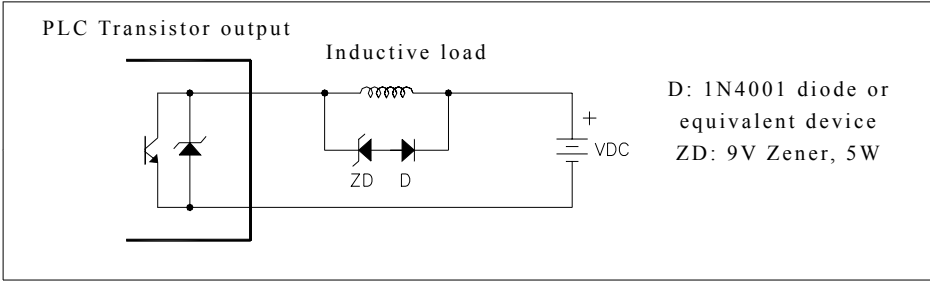 PLC Transistor output
Inductive load
D: 1N4001 diode or
equivalent device
ZD: 9V Zener, 5W
+
VDC
ZD D